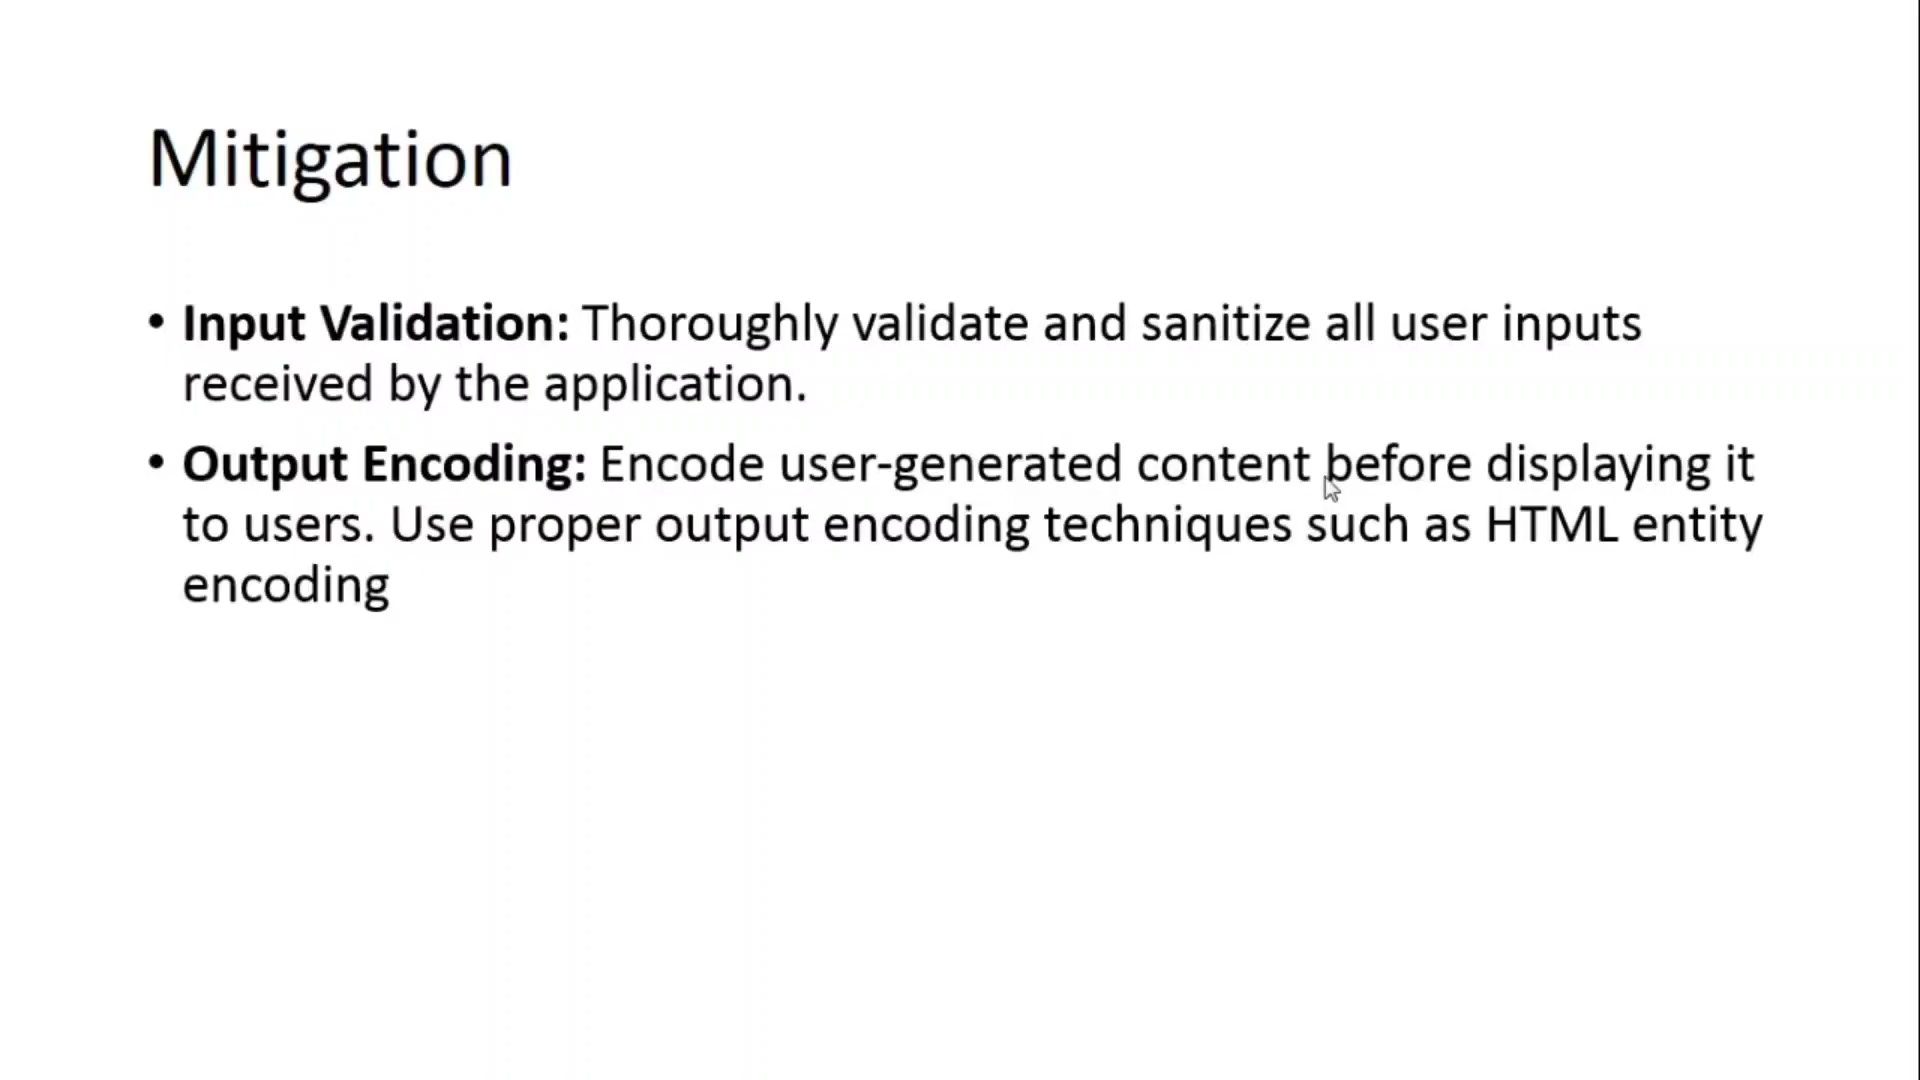 Mitigation
• Input Validation: Thoroughly validate and sanitize all user inputs
received by the application.
• Output Encoding: Encode user-generated content before displaying it
to users. Use proper output encoding techniques such as HTML entity
encoding